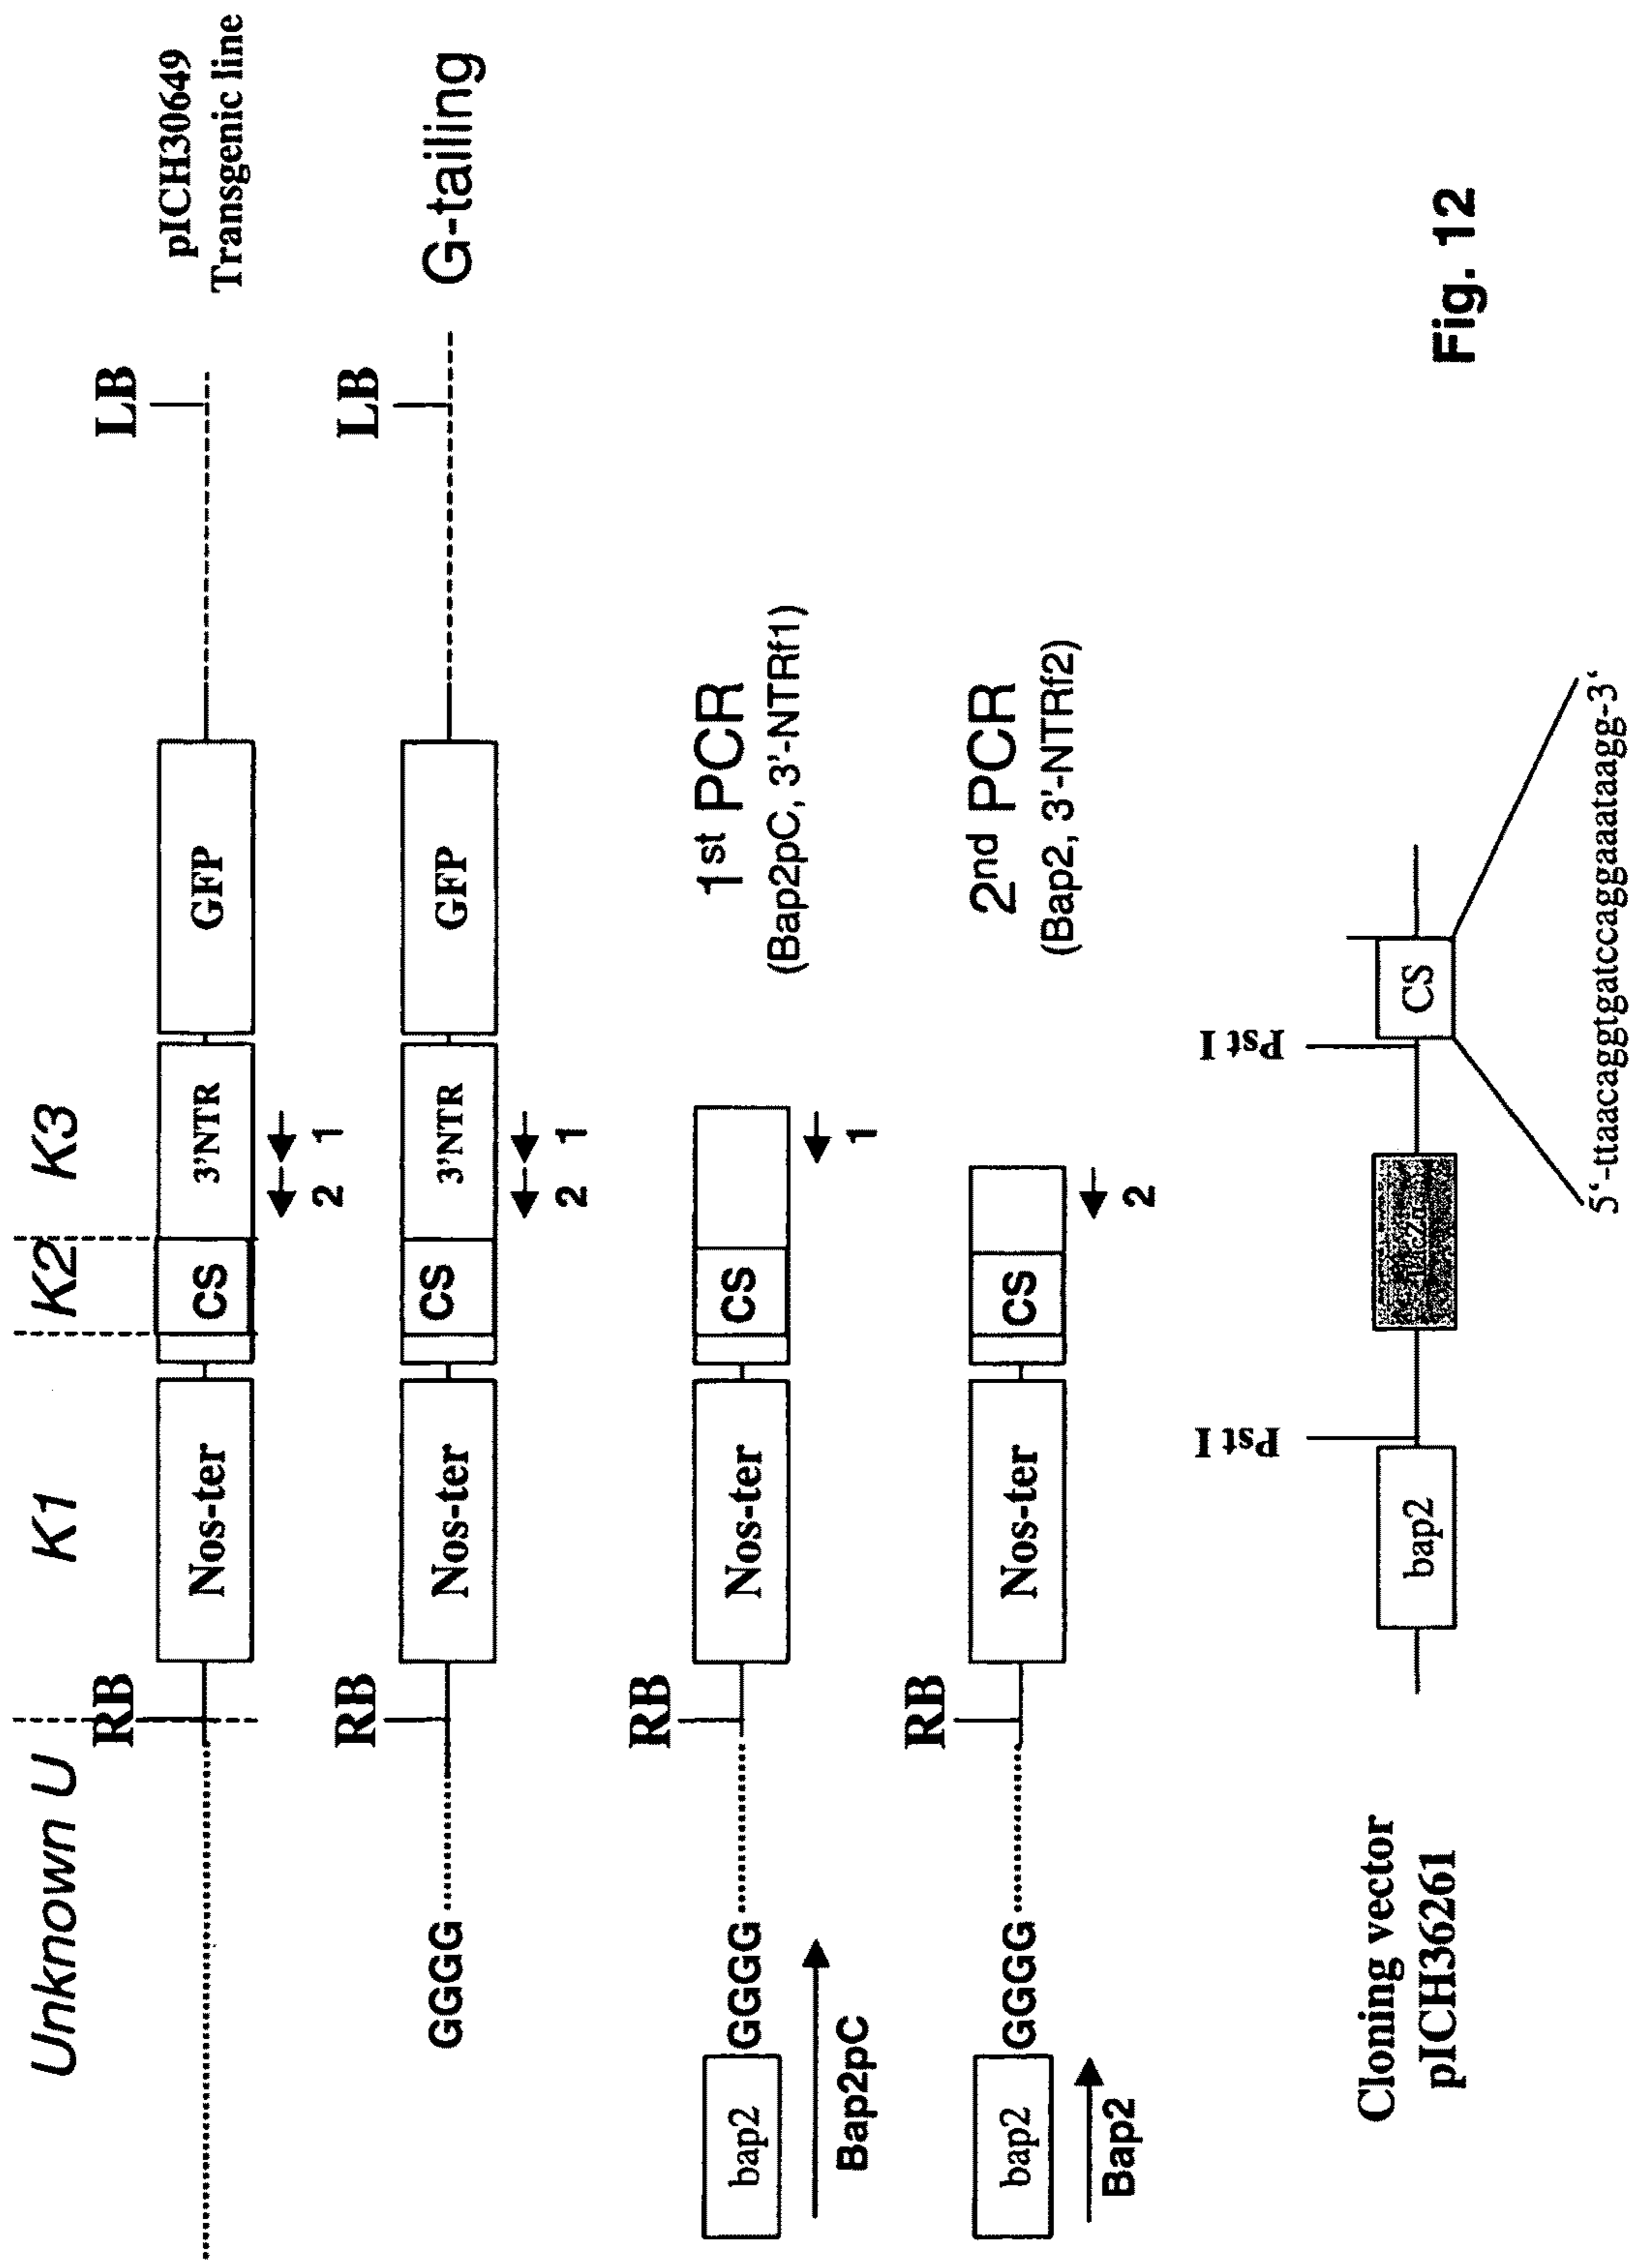 Unknown U K1 K2 K3
RB LB
Nos-ter CS 3'NTR GFP
pICH30649
Transgenic line
2 1
RB LB
GGGG Nos-ter CS 3'NTR GFP
G-tailing
2 1
RB
bap2 GGGG Nos-ter CS
1st PCR
(Bap2pC, 3'-NTRf1)
Bap2pC
1
RB
bap2 GGGG Nos-ter CS
2nd PCR
(Bap2, 3'-NTRf2)
Bap2
2
Pst I Pst I
Cloning vector
pICH36261
bap2 CS
5‘-ttaacaggtgatccaggaaataagg-3‘
Fig. 12